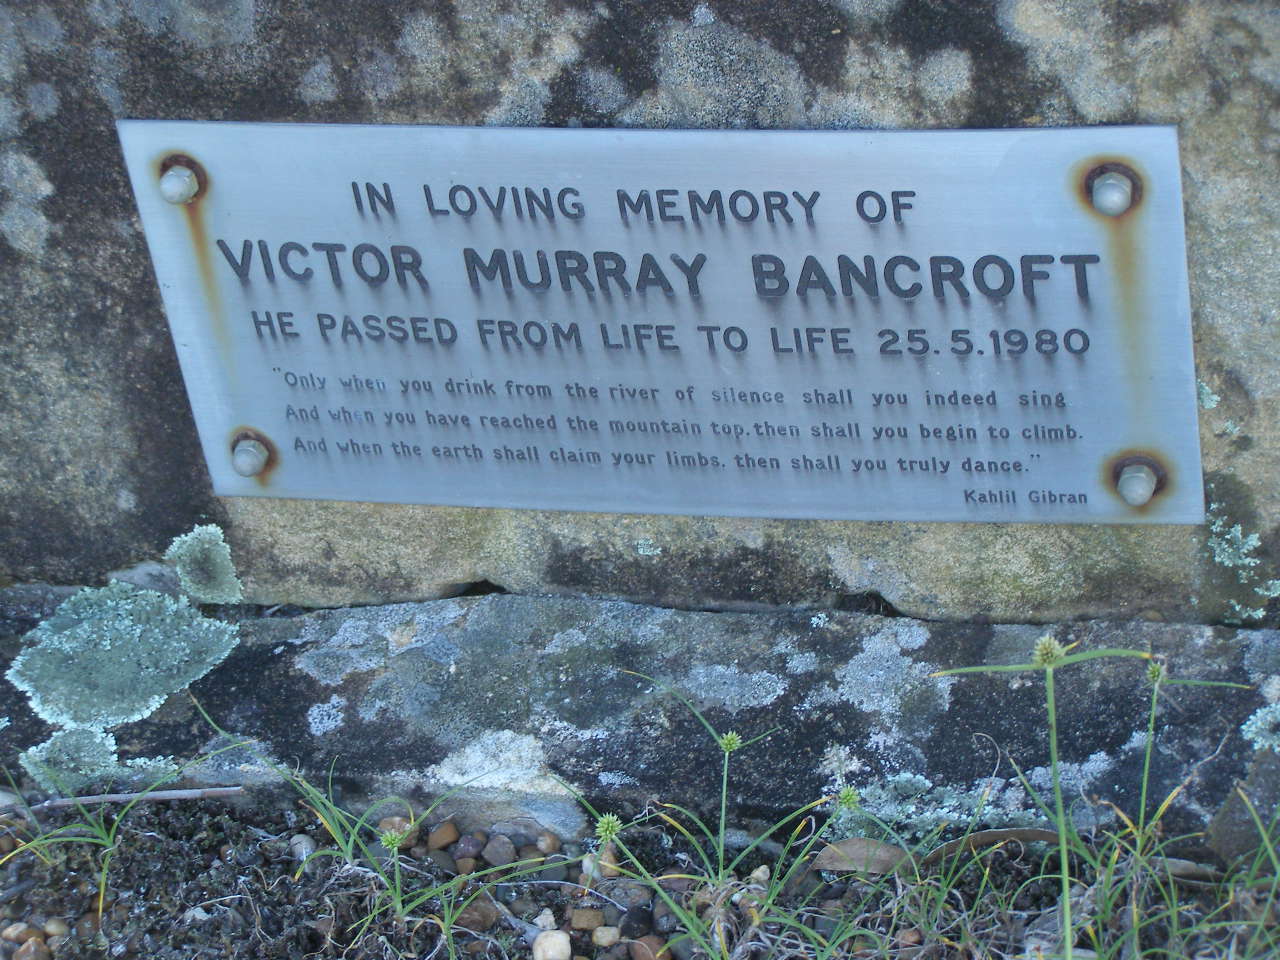 IN LOVING MEMORY OF
VICTOR MURRAY BANCROFT
HE PASSED FROM LIFE TO LIFE 25.5.1980
"Only when you drink from the river of silence shall you indeed sing.
And when you have reached the mountain top, then shall you begin to climb.
And when the earth shall claim your limbs, then shall you truly dance."
Kahlil Gibran